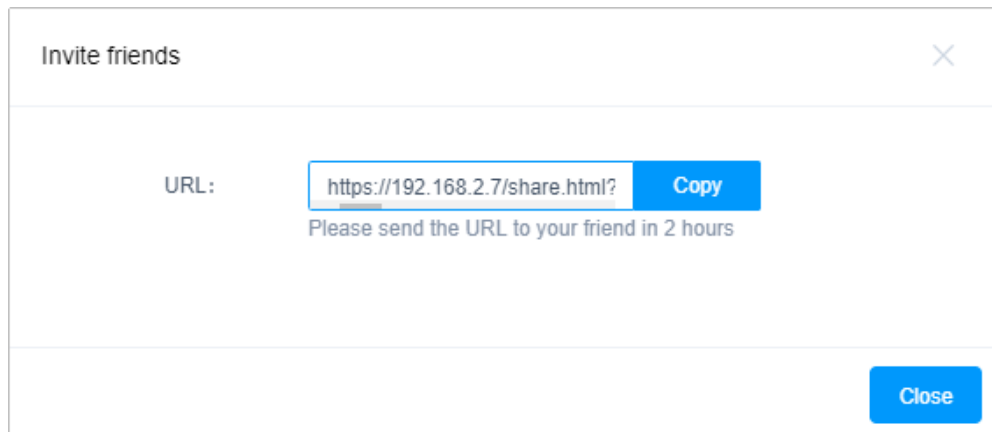 Invite friends
URL: https://192.168.2.7/share.html? Copy
Please send the URL to your friend in 2 hours
Close